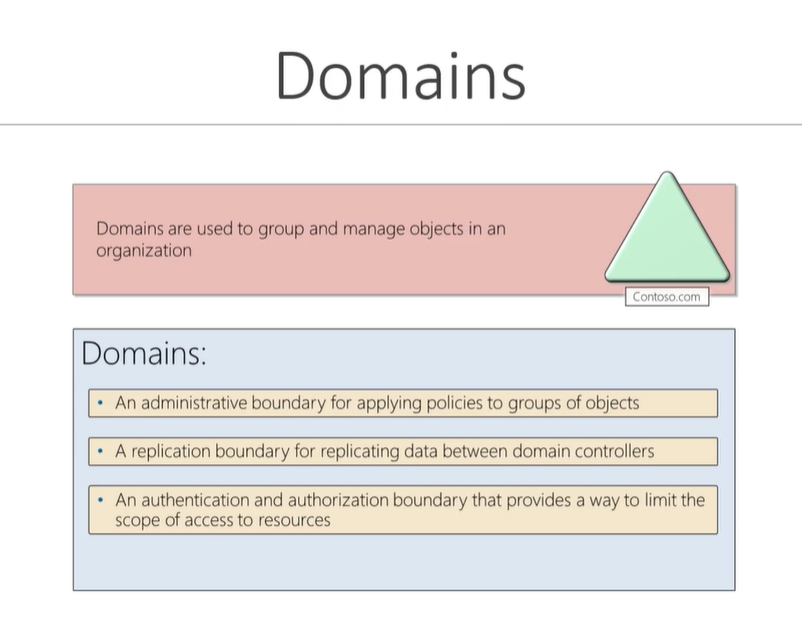 Domains
Domains are used to group and manage objects in an
organization
Contoso.com
Domains:
• An administrative boundary for applying policies to groups of objects
• A replication boundary for replicating data between domain controllers
• An authentication and authorization boundary that provides a way to limit the
scope of access to resources